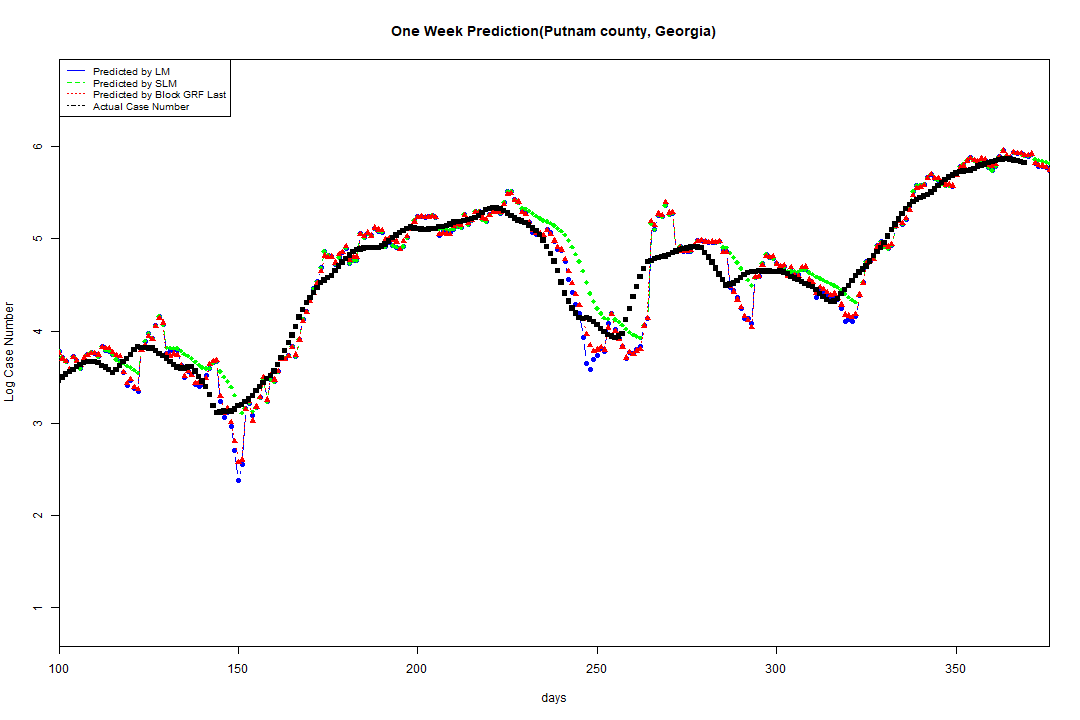 One Week Prediction(Putnam county, Georgia)
Predicted by LM
Predicted by SLM
Predicted by Block GRF Last
Actual Case Number
Log Case Number
6
5
4
3
2
1
100 150 200 250 300 350
days